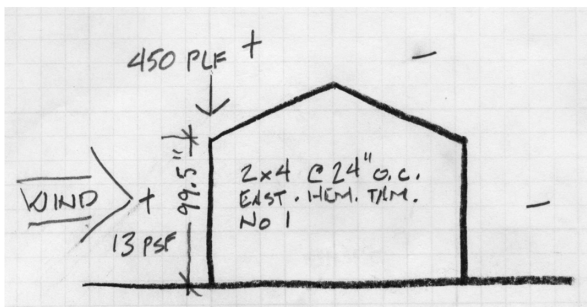 450 PLF +
-
WIND
+
13 PSF
99.5"
2x4 @ 24" O.C.
EAST. HEM. TAM.
NO 1
-